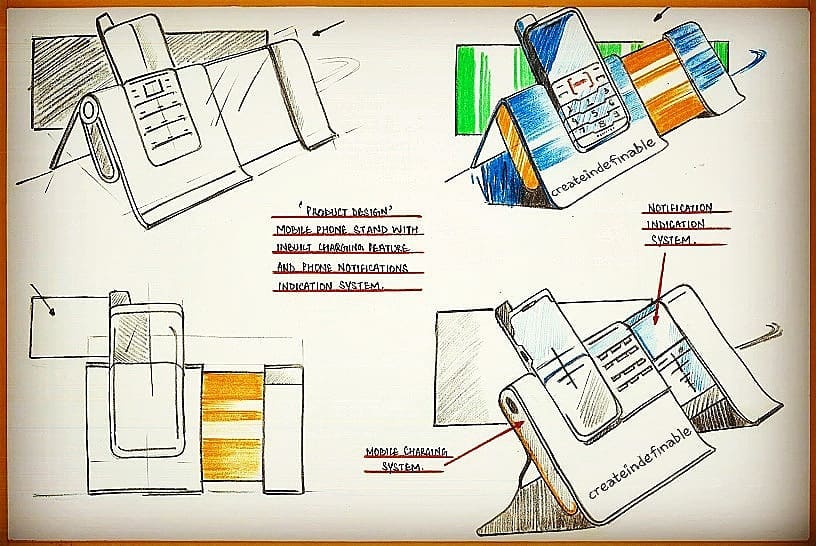 createindefinable
'PRODUCT DESIGN'
MOBILE PHONE STAND WITH
INBUILT CHARGING FEATURE
AND PHONE NOTIFICATIONS
INDICATION SYSTEM.
NOTIFICATION
INDICATION
SYSTEM.
MOBILE CHARGING
SYSTEM.
createindefinable